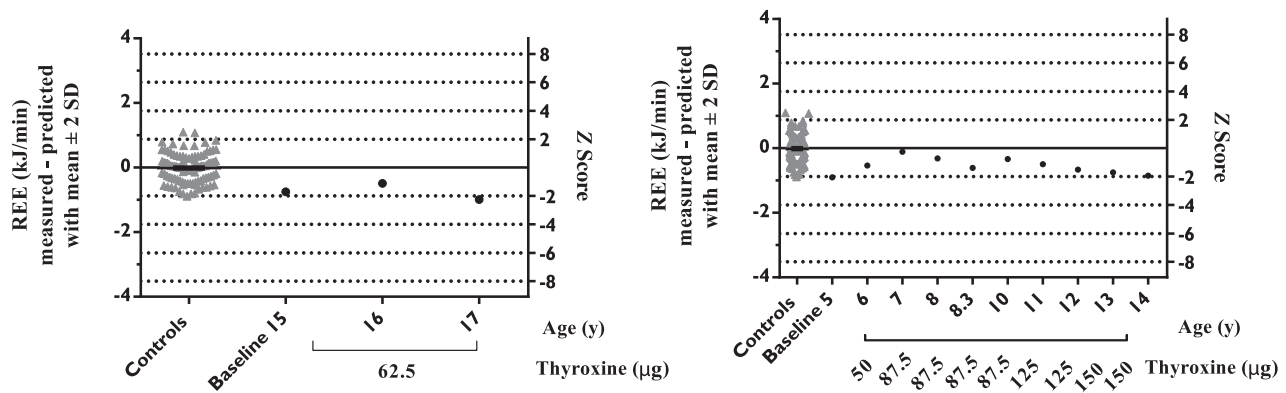 4
2
0
-2
-4
REE (kJ/min)
measured - predicted
with mean ± 2 SD
8
6
4
2
-2
-4
-6
-8
Z Score
Controls
Baseline 15
16
17
Age (y)
62.5
Thyroxine (μg)
4
2
0
-2
-4
REE (kJ/min)
measured - predicted
with mean ± 2 SD
8
6
4
2
-2
-4
-6
-8
Z Score
Controls
Baseline 5
6
7
8
8.3
10
11
12
13
14
Age (y)
50
87.5
87.5
87.5
87.5
125
125
150
150
Thyroxine (μg)